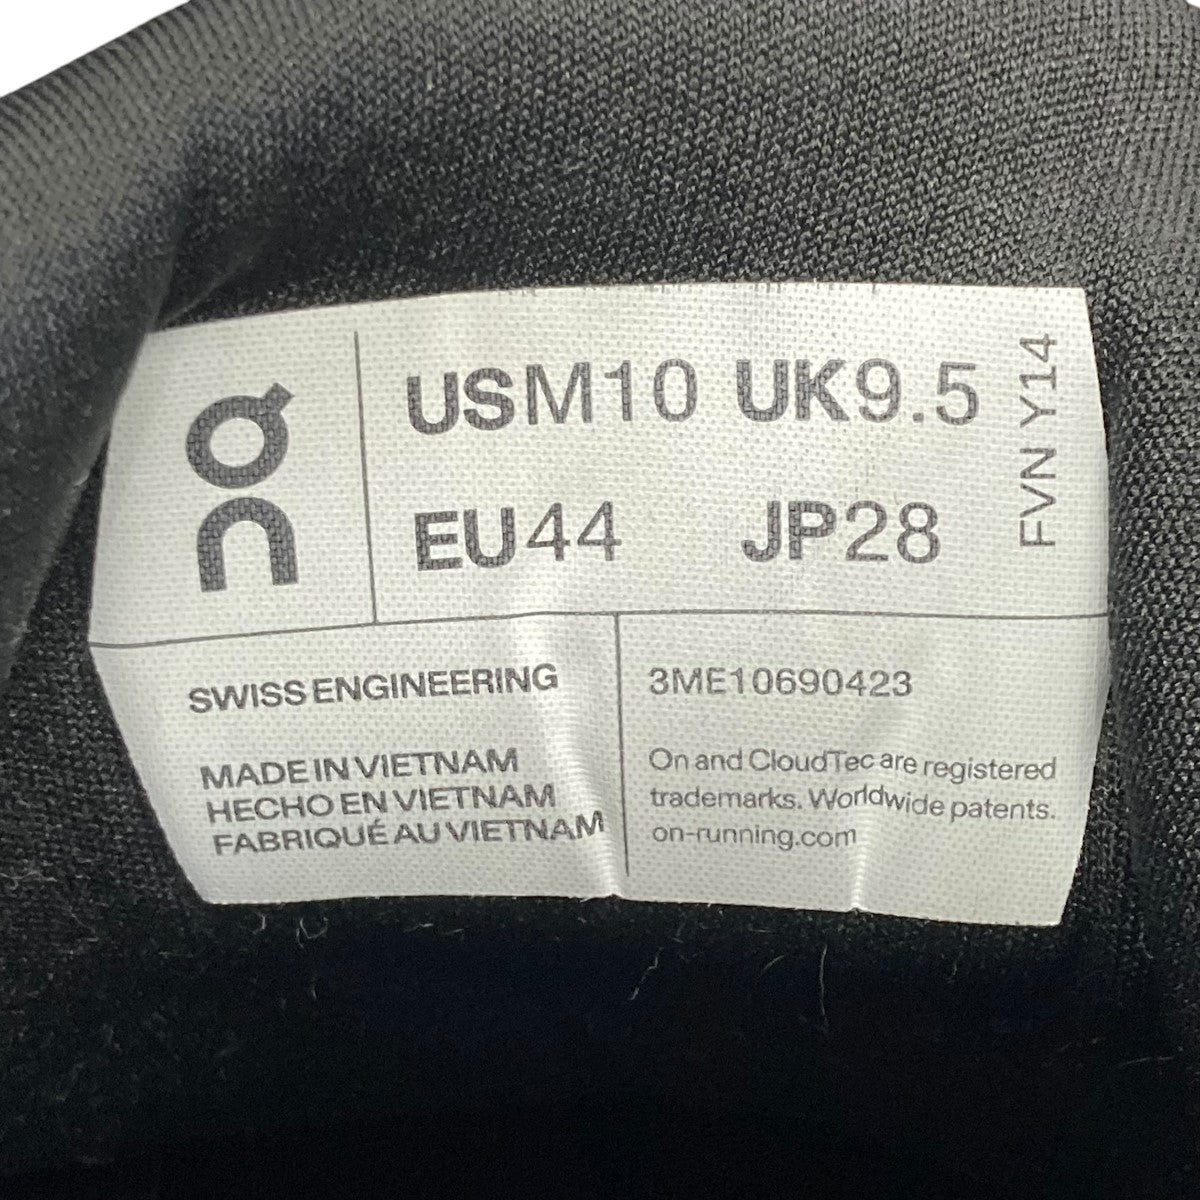 On
USM10 UK9.5
EU44 JP28
FVN Y14
SWISS ENGINEERING
MADE IN VIETNAM
HECHO EN VIETNAM
FABRIQUÉ AU VIETNAM
3ME10690423
On and CloudTec are registered
trademarks. Worldwide patents.
on-running.com